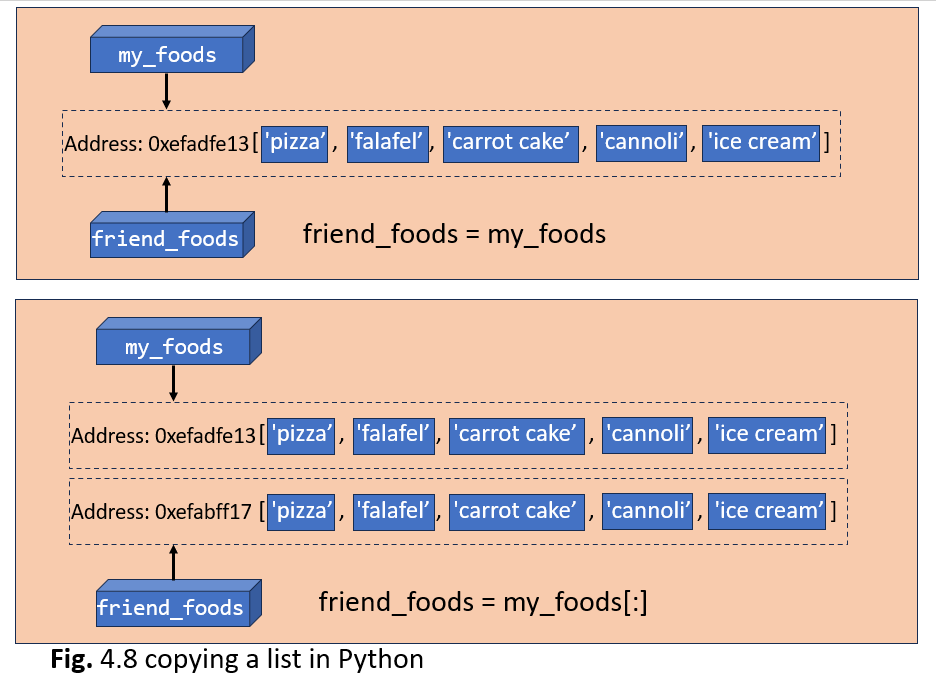 my_foods
Address: 0xefadfe13['pizza’, 'falafel’, 'carrot cake’, 'cannoli’, 'ice cream’]
friend_foods
friend_foods = my_foods
my_foods
Address: 0xefadfe13['pizza’, 'falafel’, 'carrot cake’, 'cannoli’, 'ice cream’]
Address: 0xefabff17 ['pizza’, 'falafel’, 'carrot cake’, 'cannoli’, 'ice cream’]
friend_foods
friend_foods = my_foods[:]
Fig. 4.8 copying a list in Python